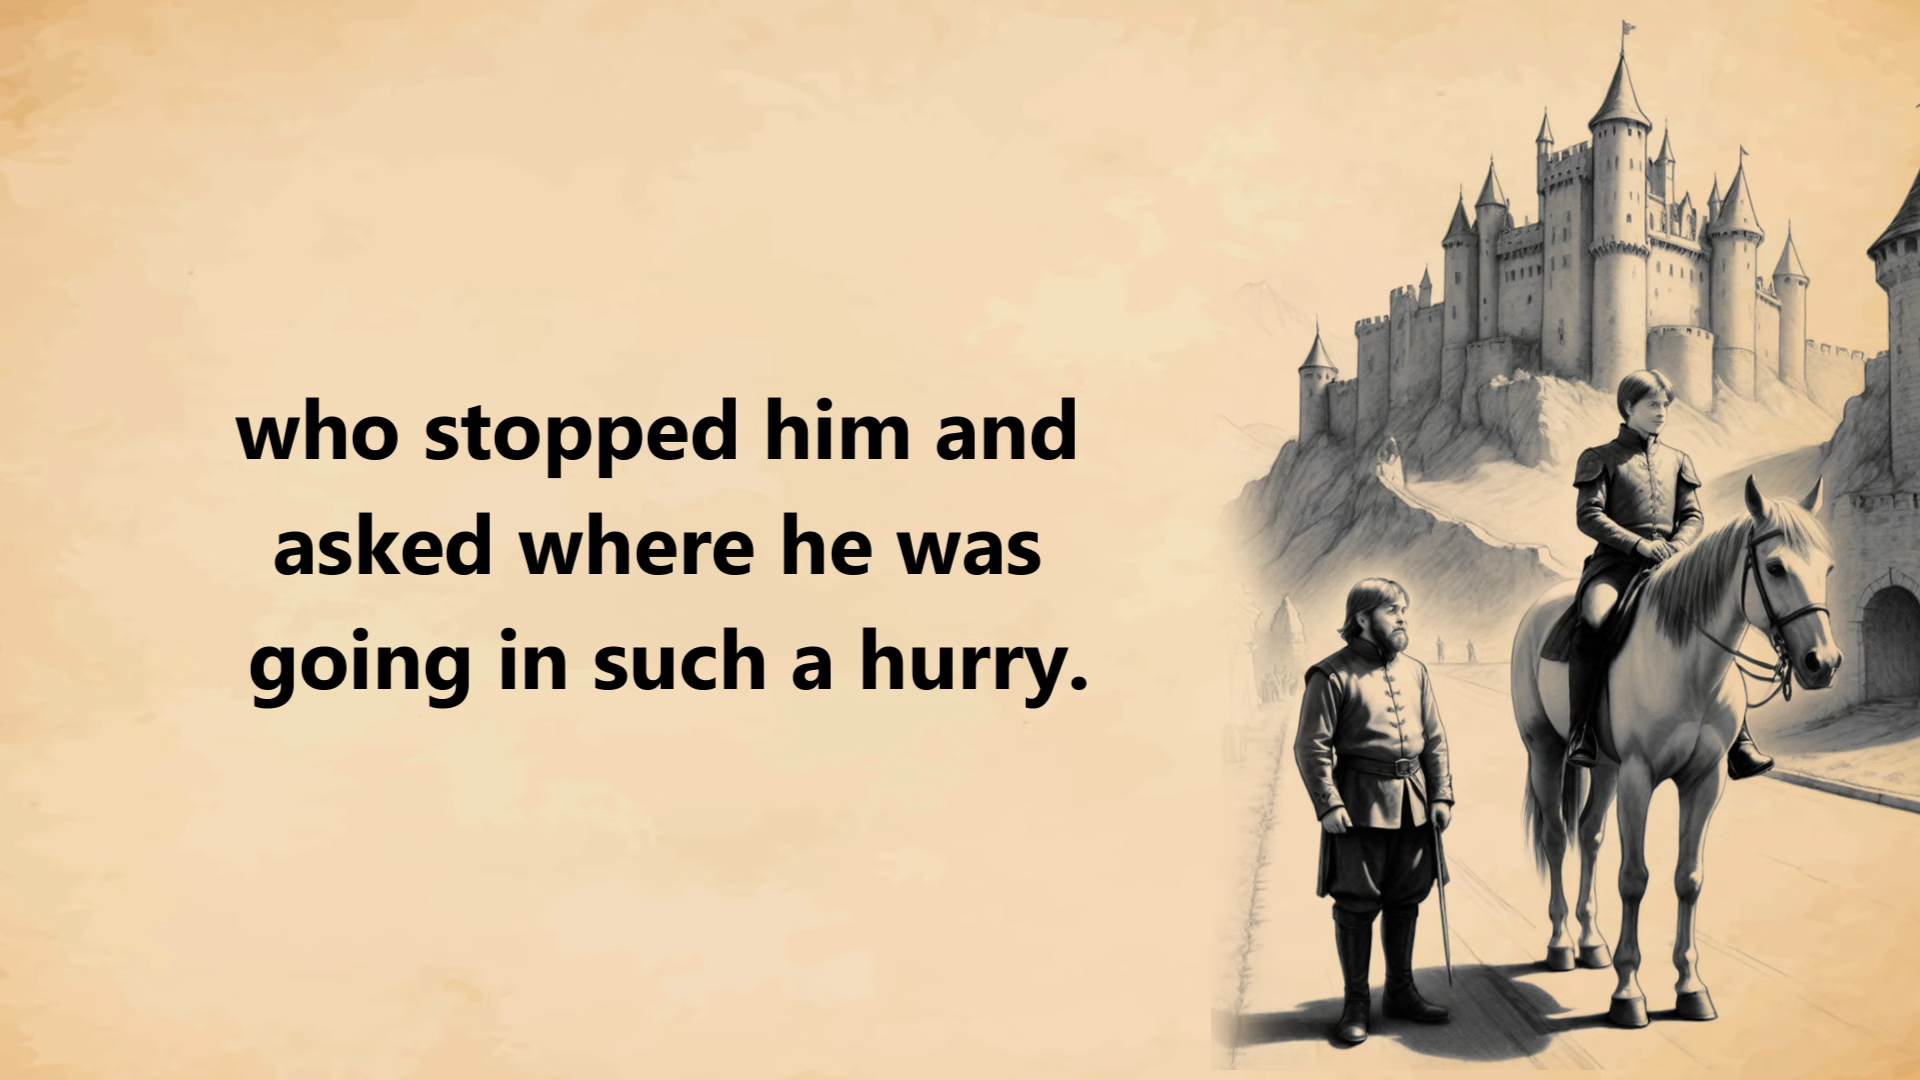 who stopped him and
asked where he was
going in such a hurry.